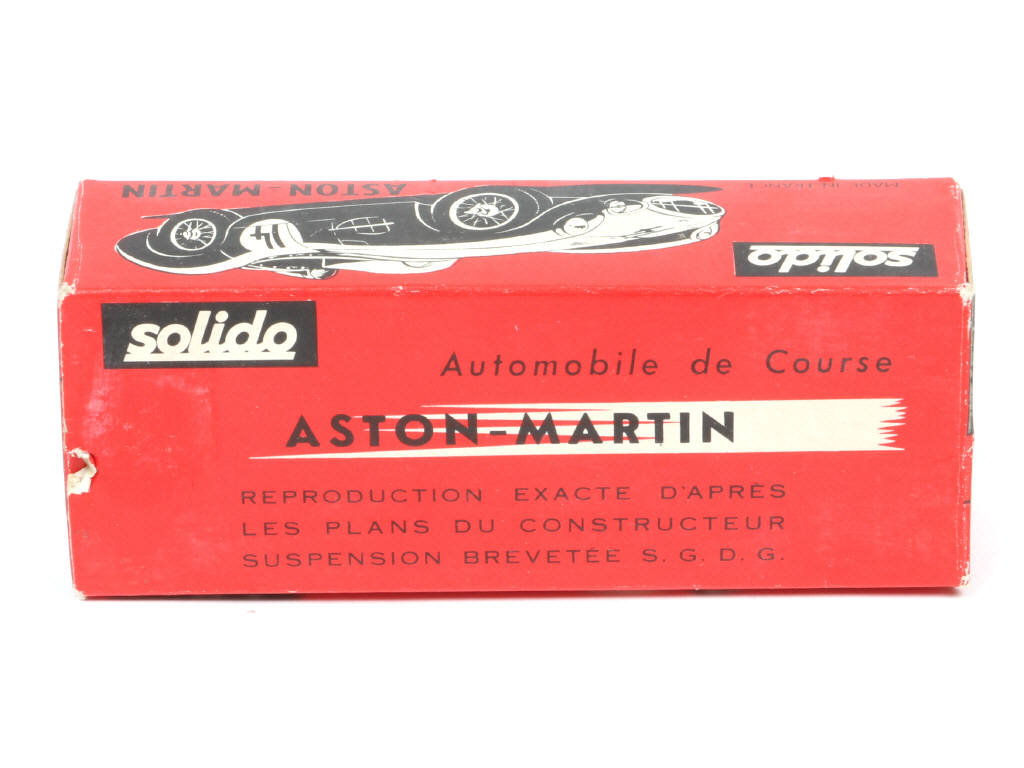 ASTON-MARTIN
14
MADE IN FRANCE
solido
solido
Automobile de Course
ASTON-MARTIN
REPRODUCTION EXACTE D'APRÈS
LES PLANS DU CONSTRUCTEUR
SUSPENSION BREVETÉE S. G. D. G.